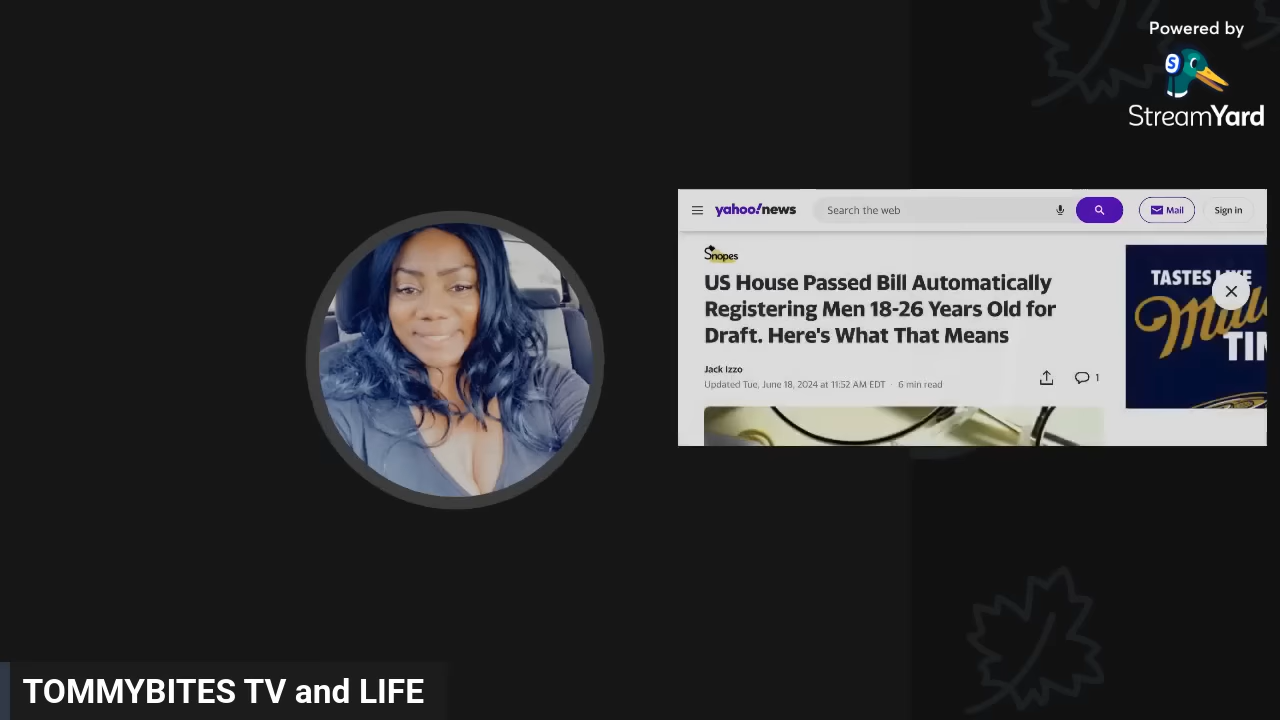 Powered by
S
StreamYard
yahoo!news
Search the web
Mail
Sign in
Snopes
US House Passed Bill Automatically
Registering Men 18-26 Years Old for
Draft. Here's What That Means
Jack Izzo
Updated Tue, June 18, 2024 at 11:52 AM EDT · 6 min read
1
TASTES
TOMMYBITES TV and LIFE